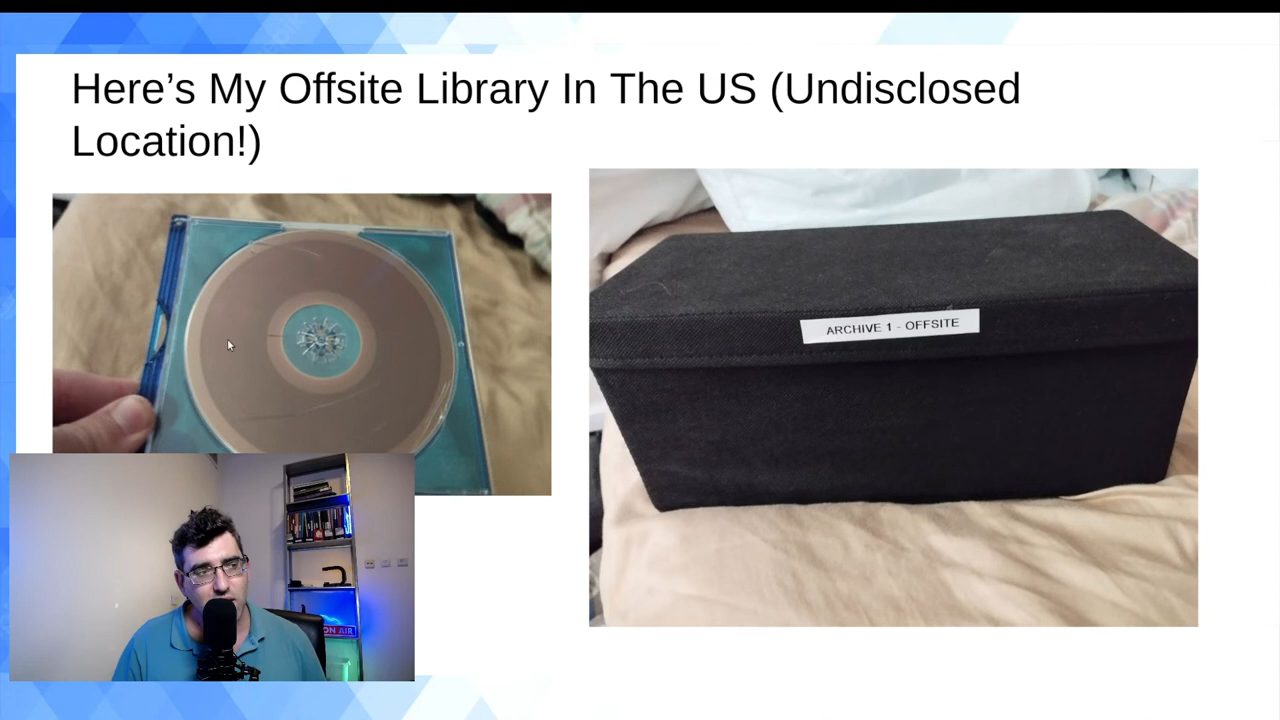 Here’s My Offsite Library In The US (Undisclosed
Location!)
ARCHIVE 1 - OFFSITE
ON AIR